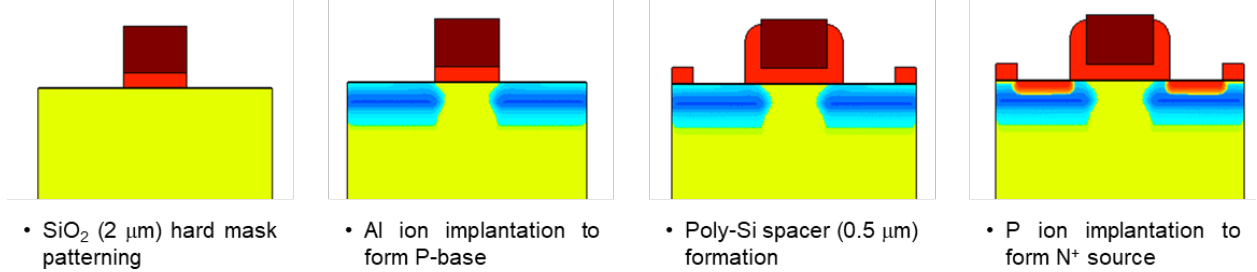 • SiO₂ (2 μm) hard mask
patterning
• Al ion implantation to
form P-base
• Poly-Si spacer (0.5 μm)
formation
• P ion implantation to
form N⁺ source